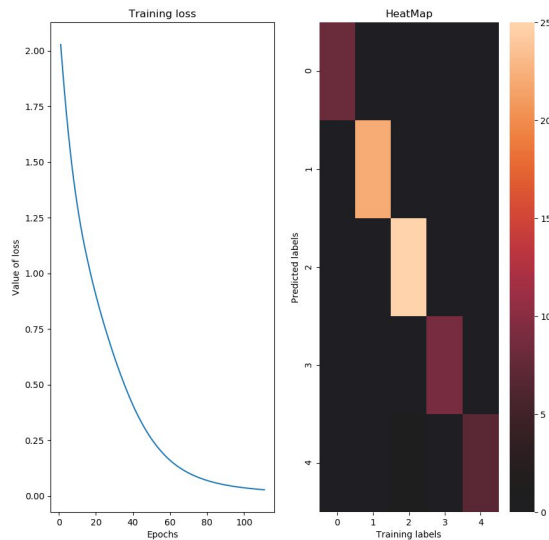 Training loss
2.00
1.75
1.50
1.25
1.00
0.75
0.50
0.25
0.00
Value of loss
0 20 40 60 80 100
Epochs
HeatMap
0
1
2
3
4
Predicted labels
0 1 2 3 4
Training labels
25
20
15
10
5
0